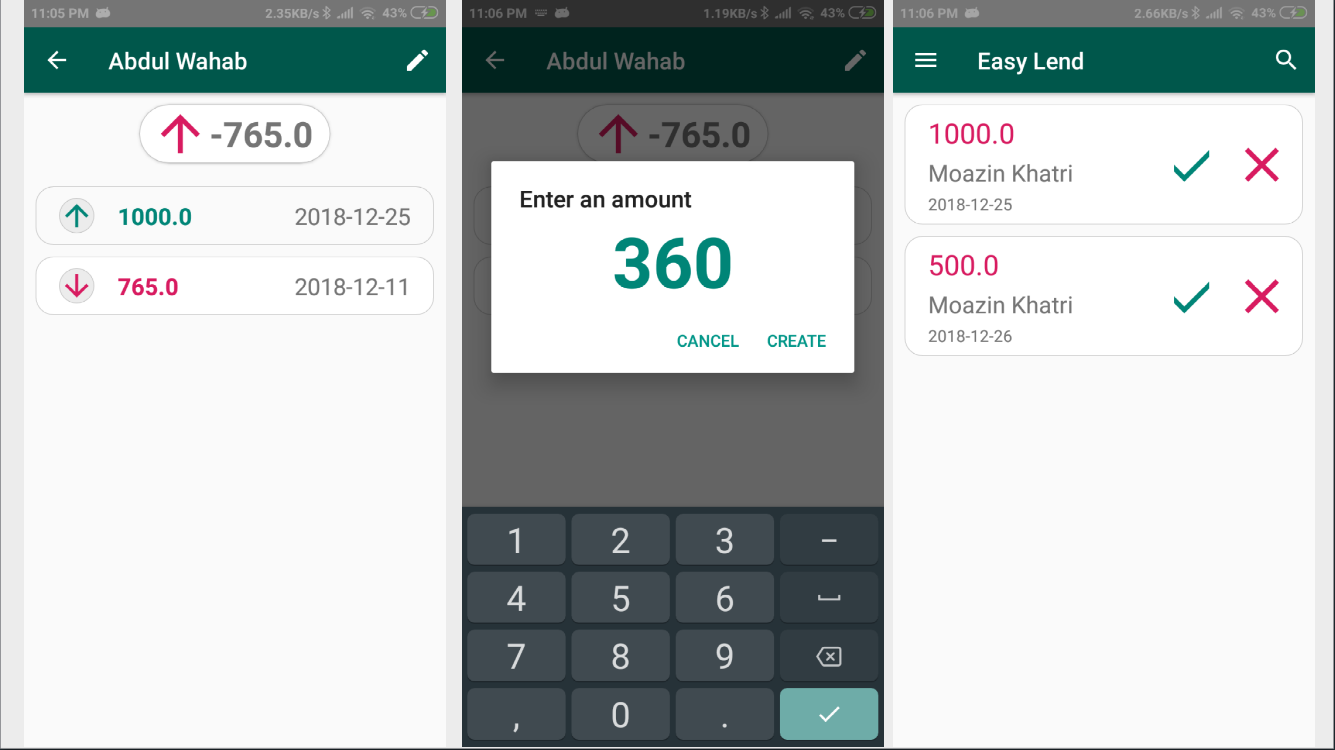 11:05 PM 2.35KB/s 43%
Abdul Wahab
-765.0
1000.0 2018-12-25
765.0 2018-12-11
11:06 PM 1.19KB/s 43%
Abdul Wahab
-765.0
Enter an amount
360
CANCEL CREATE
1 2 3 –
4 5 6
7 8 9
, 0 .
11:06 PM 2.66KB/s 43%
Easy Lend
1000.0
Moazin Khatri
2018-12-25
500.0
Moazin Khatri
2018-12-26